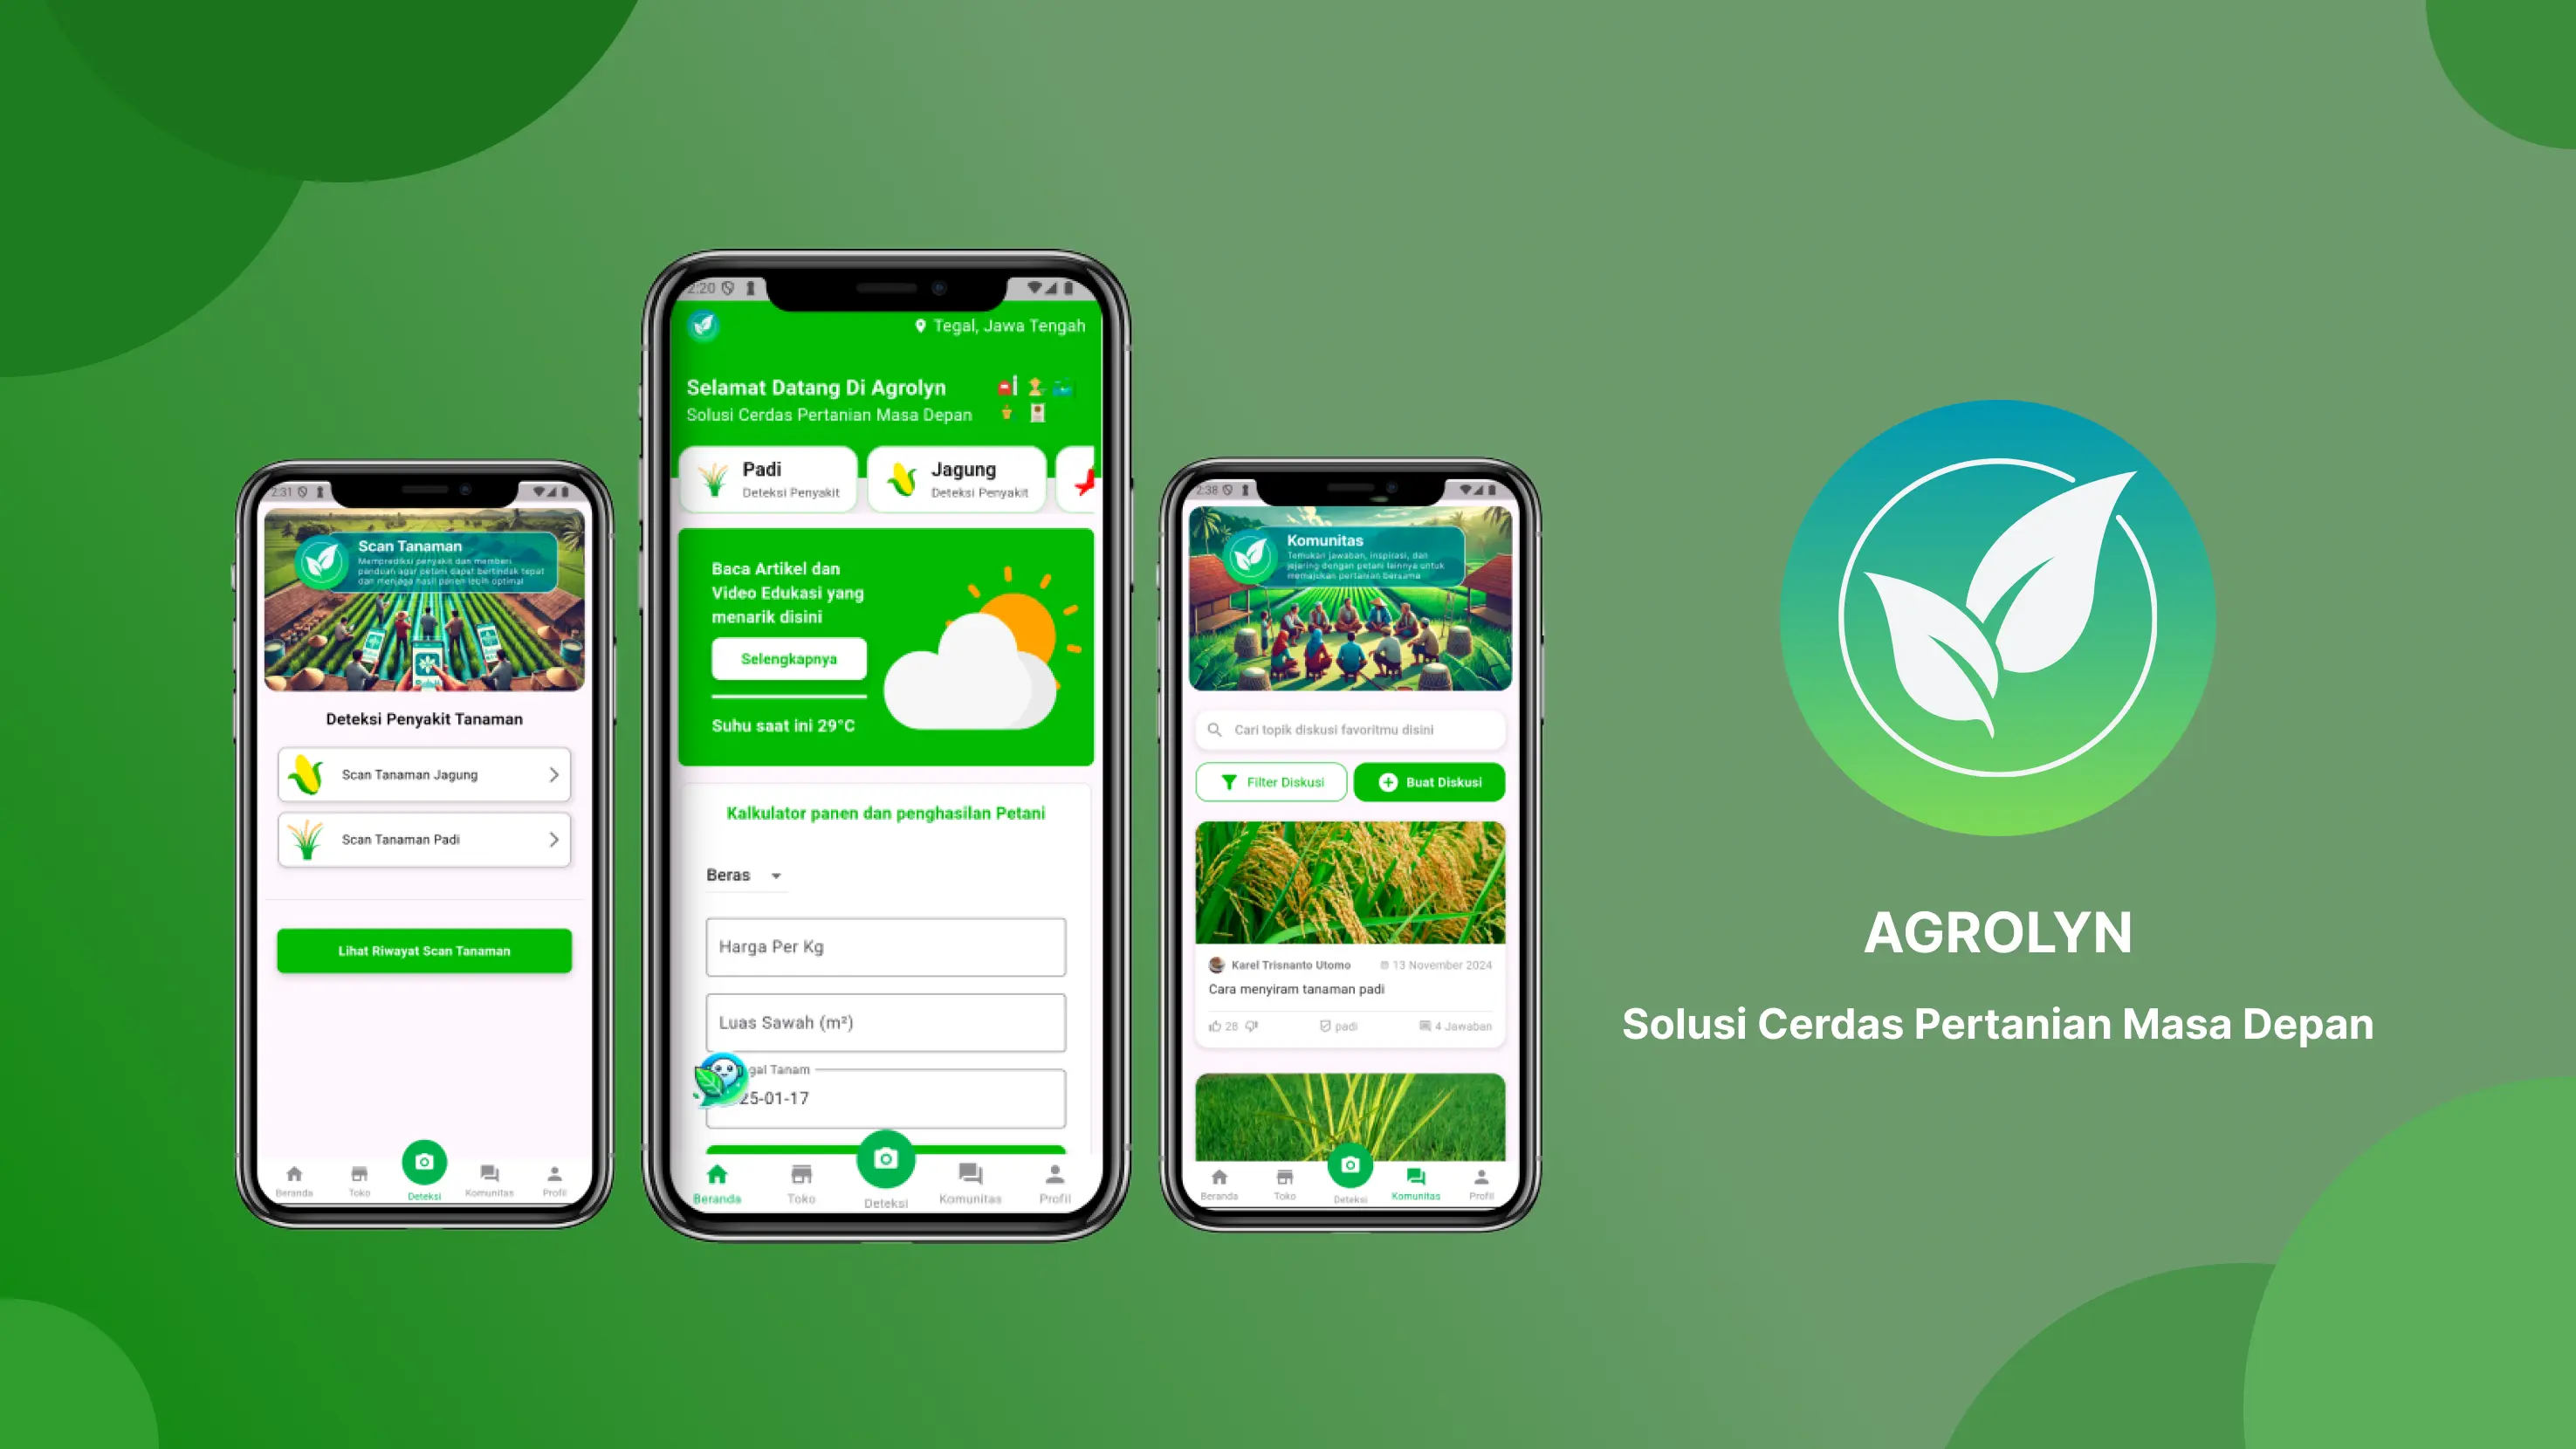 2:31
Scan Tanaman
Memprediksi penyakit dan memberi
panduan agar petani dapat bertindak tepat
dan menjaga hasil panen lebih optimal
Deteksi Penyakit Tanaman
Scan Tanaman Jagung
Scan Tanaman Padi
Lihat Riwayat Scan Tanaman
Beranda
Toko
Deteksi
Komunitas
Profil
2:20
Tegal, Jawa Tengah
Selamat Datang Di Agrolyn
Solusi Cerdas Pertanian Masa Depan
Padi
Deteksi Penyakit
Jagung
Deteksi Penyakit
Baca Artikel dan
Video Edukasi yang
menarik disini
Selengkapnya
Suhu saat ini 29°C
Kalkulator panen dan penghasilan Petani
Beras
Harga Per Kg
Luas Sawah (m²)
gal Tanam
25-01-17
Beranda
Toko
Deteksi
Komunitas
Profil
2:38
Komunitas
Temukan jawaban, inspirasi, dan
jejaring dengan petani lainnya untuk
memajukan pertanian bersama
Cari topik diskusi favoritmu disini
Filter Diskusi
Buat Diskusi
Karel Trisnanto Utomo
13 November 2024
Cara menyiram tanaman padi
28
padi
4 Jawaban
Beranda
Toko
Deteksi
Komunitas
Profil
AGROLYN
Solusi Cerdas Pertanian Masa Depan